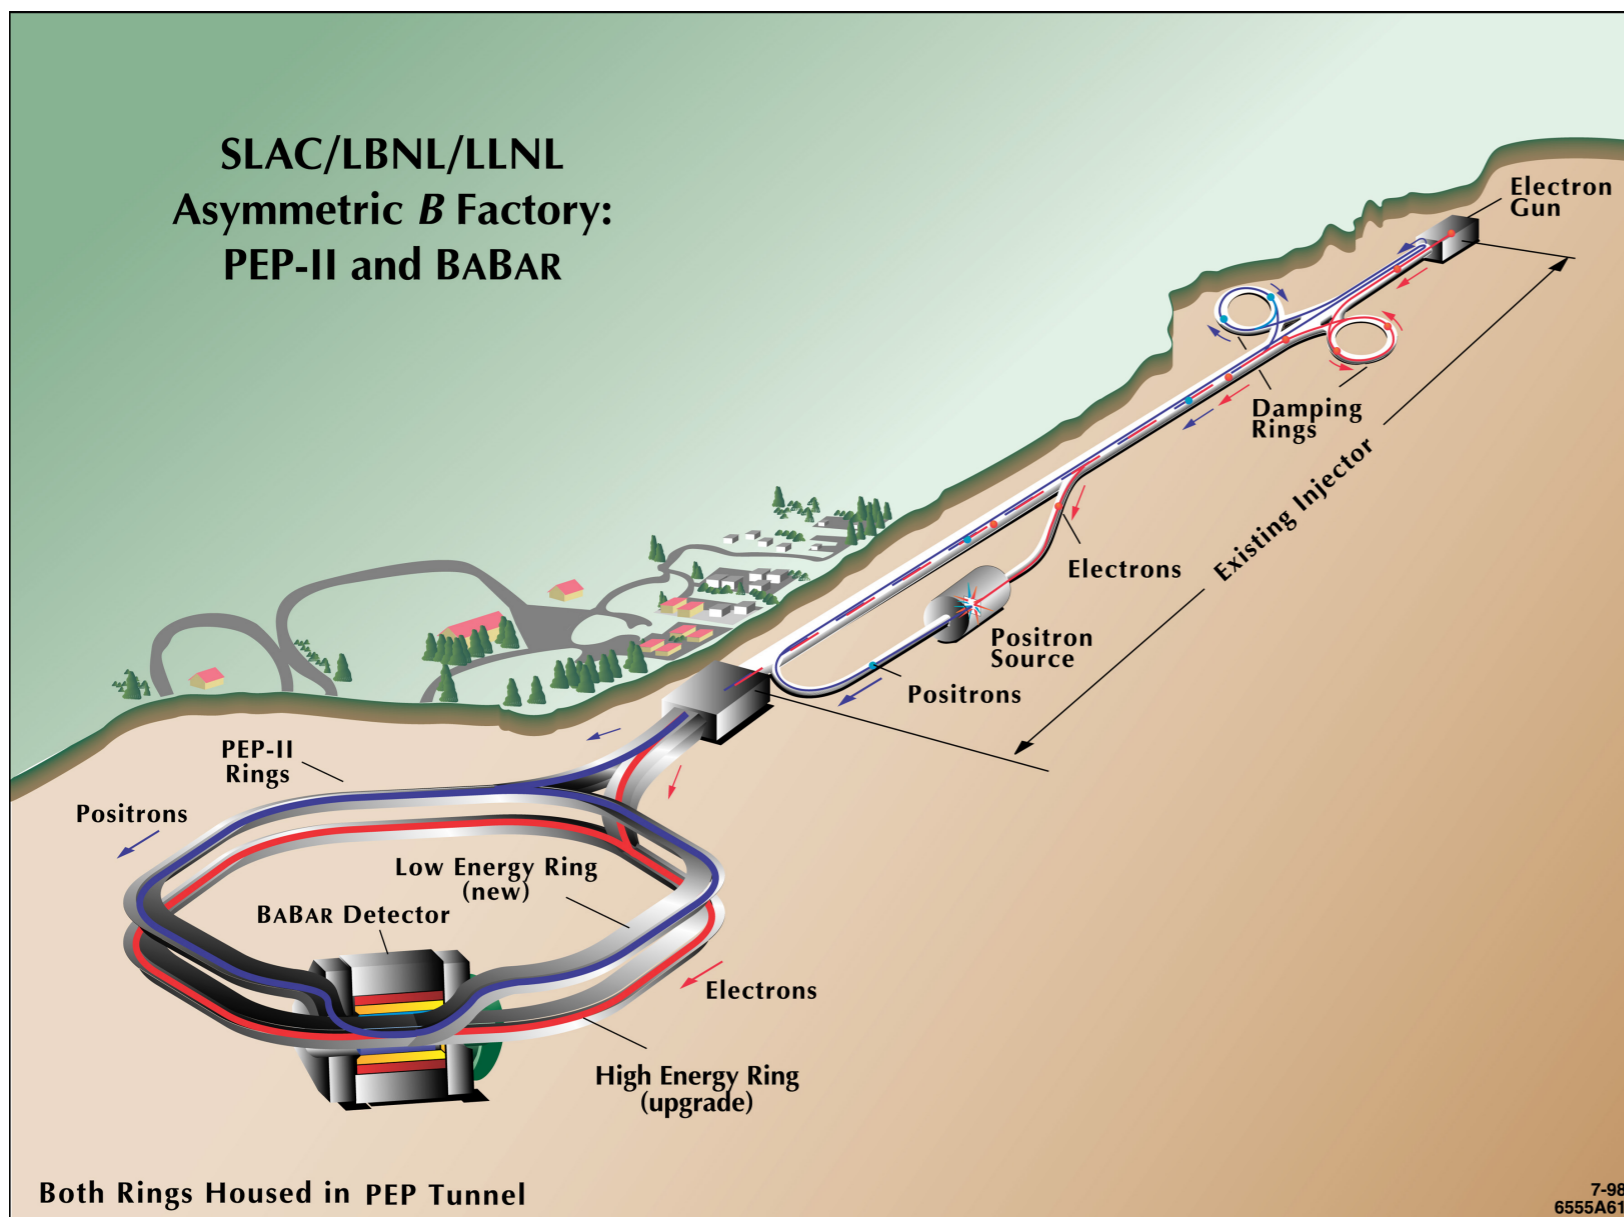 SLAC/LBNL/LLNL
Asymmetric B Factory:
PEP-II and BABAR
Electron
Gun
Damping
Rings
Existing Injector
Electrons
Positron
Source
Positrons
PEP-II
Rings
Positrons
Low Energy Ring
(new)
BABAR Detector
Electrons
High Energy Ring
(upgrade)
Both Rings Housed in PEP Tunnel
7-98
6555A61